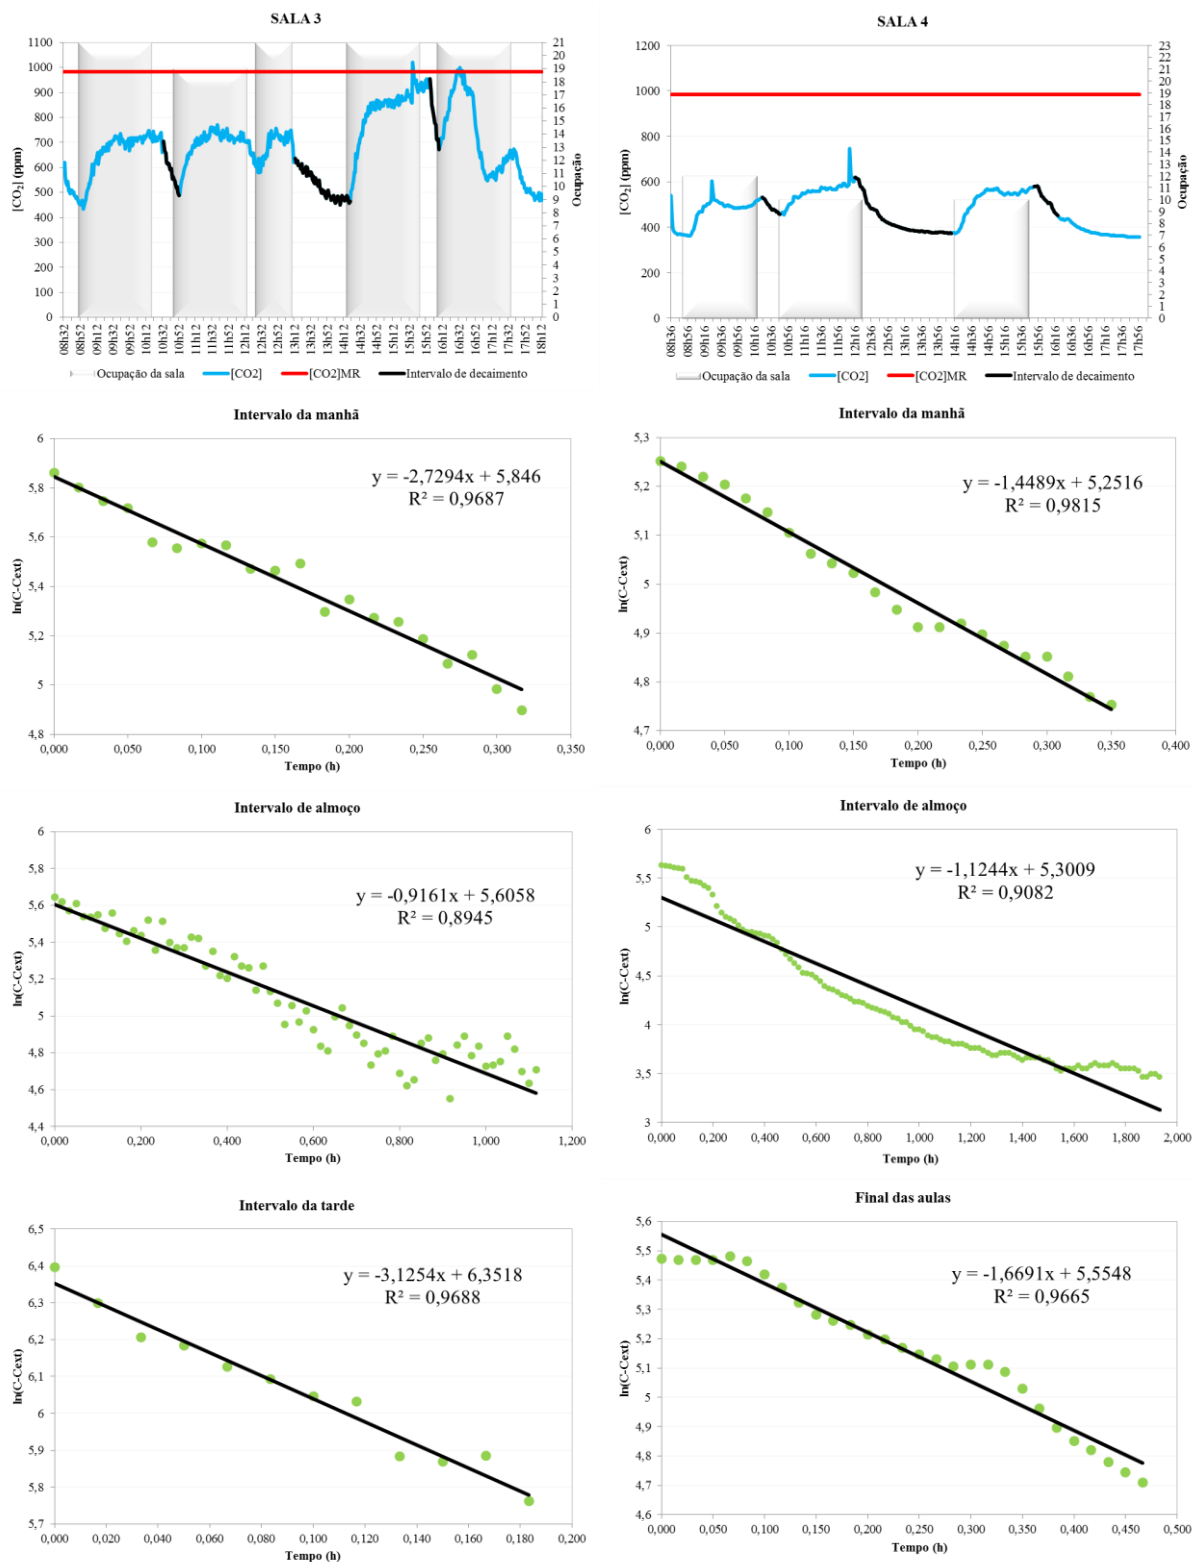 SALA 3
1100
1000
900
800
700
600
500
400
300
200
100
0
[CO₂] (ppm)
21
20
19
18
17
16
15
14
13
12
11
10
9
8
7
6
5
4
3
2
1
0
Ocupação
08h32
08h52
09h12
09h32
09h52
10h12
10h32
10h52
11h12
11h32
11h52
12h12
12h32
12h52
13h12
13h32
13h52
14h12
14h32
14h52
15h12
15h32
15h52
16h12
16h32
16h52
17h12
17h32
17h52
18h12
Ocupação da sala [CO2] [CO2]MR Intervalo de decaimento
SALA 4
1200
1000
800
600
400
200
0
[CO₂] (ppm)
23
22
21
20
19
18
17
16
15
14
13
12
11
10
9
8
7
6
5
4
3
2
1
0
Ocupação
08h36
08h56
09h16
09h36
09h56
10h16
10h36
10h56
11h16
11h36
11h56
12h16
12h36
12h56
13h16
13h36
13h56
14h16
14h36
14h56
15h16
15h36
15h56
16h16
16h36
16h56
17h16
17h36
17h56
Ocupação da sala [CO2] [CO2]MR Intervalo de decaimento
Intervalo da manhã
6
5,8
5,6
5,4
5,2
5
4,8
ln(C-Cext)
y = -2,7294x + 5,846
R² = 0,9687
0,000 0,050 0,100 0,150 0,200 0,250 0,300 0,350
Tempo (h)
Intervalo da manhã
5,3
5,2
5,1
5
4,9
4,8
4,7
ln(C-Cext)
y = -1,4489x + 5,2516
R² = 0,9815
0,000 0,050 0,100 0,150 0,200 0,250 0,300 0,350 0,400
Tempo (h)
Intervalo de almoço
6
5,8
5,6
5,4
5,2
5
4,8
4,6
4,4
ln(C-Cext)
y = -0,9161x + 5,6058
R² = 0,8945
0,000 0,200 0,400 0,600 0,800 1,000 1,200
Tempo (h)
Intervalo de almoço
6
5,5
5
4,5
4
3,5
3
ln(C-Cext)
y = -1,1244x + 5,3009
R² = 0,9082
0,000 0,200 0,400 0,600 0,800 1,000 1,200 1,400 1,600 1,800 2,000
Tempo (h)
Intervalo da tarde
6,5
6,4
6,3
6,2
6,1
6
5,9
5,8
5,7
ln(C-Cext)
y = -3,1254x + 6,3518
R² = 0,9688
0,000 0,020 0,040 0,060 0,080 0,100 0,120 0,140 0,160 0,180 0,200
Tempo (h)
Final das aulas
5,6
5,5
5,4
5,3
5,2
5,1
5
4,9
4,8
4,7
4,6
ln(C-Cext)
y = -1,6691x + 5,5548
R² = 0,9665
0,000 0,050 0,100 0,150 0,200 0,250 0,300 0,350 0,400 0,450 0,500
Tempo (h)